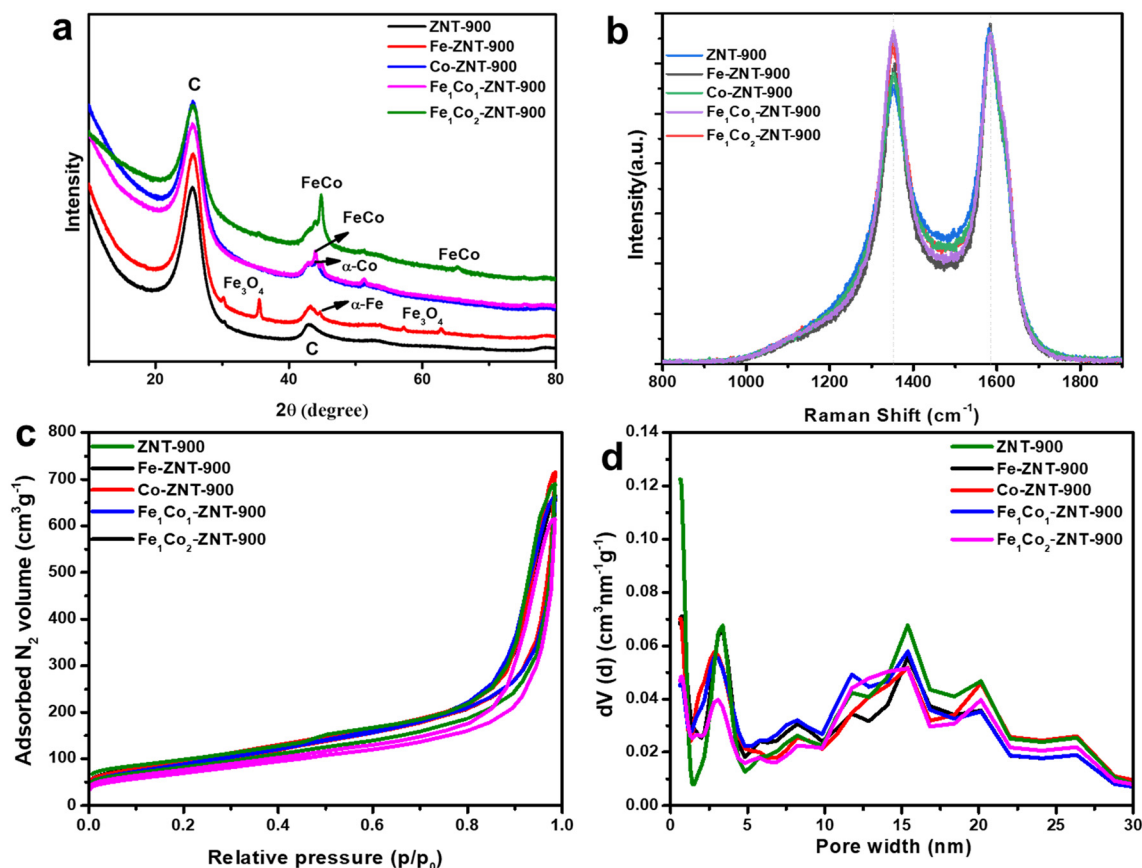 a
ZNT-900
Fe-ZNT-900
Co-ZNT-900
Fe₁Co₁-ZNT-900
Fe₁Co₂-ZNT-900
C
FeCo
FeCo
FeCo
α-Co
Fe₃O₄
α-Fe
Fe₃O₄
C
Intensity
20 40 60 80
2θ (degree)
b
ZNT-900
Fe-ZNT-900
Co-ZNT-900
Fe₁Co₁-ZNT-900
Fe₁Co₂-ZNT-900
Intensity(a.u.)
800 1000 1200 1400 1600 1800
Raman Shift (cm⁻¹)
c
800
700
600
500
400
300
200
100
0
ZNT-900
Fe-ZNT-900
Co-ZNT-900
Fe₁Co₁-ZNT-900
Fe₁Co₂-ZNT-900
Adsorbed N₂ volume (cm³g⁻¹)
0.0 0.2 0.4 0.6 0.8 1.0
Relative pressure (p/p₀)
d
0.14
0.12
0.10
0.08
0.06
0.04
0.02
0.00
ZNT-900
Fe-ZNT-900
Co-ZNT-900
Fe₁Co₁-ZNT-900
Fe₁Co₂-ZNT-900
dV (d) (cm³nm⁻¹g⁻¹)
0 5 10 15 20 25 30
Pore width (nm)